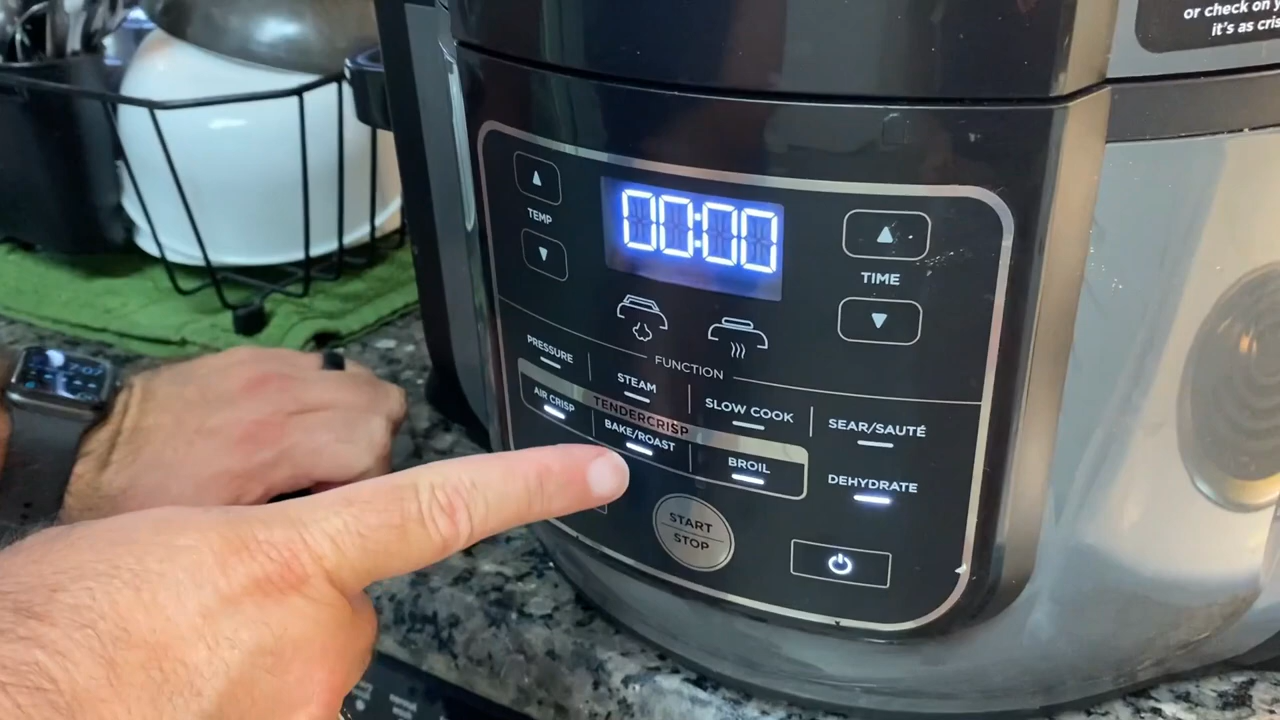 or check on
it's as
00:00
TEMP
TIME
FUNCTION
PRESSURE
STEAM
SLOW COOK
SEAR/SAUTÉ
TENDERCRISP
AIR CRISP
BAKE/ROAST
BROIL
DEHYDRATE
START
STOP